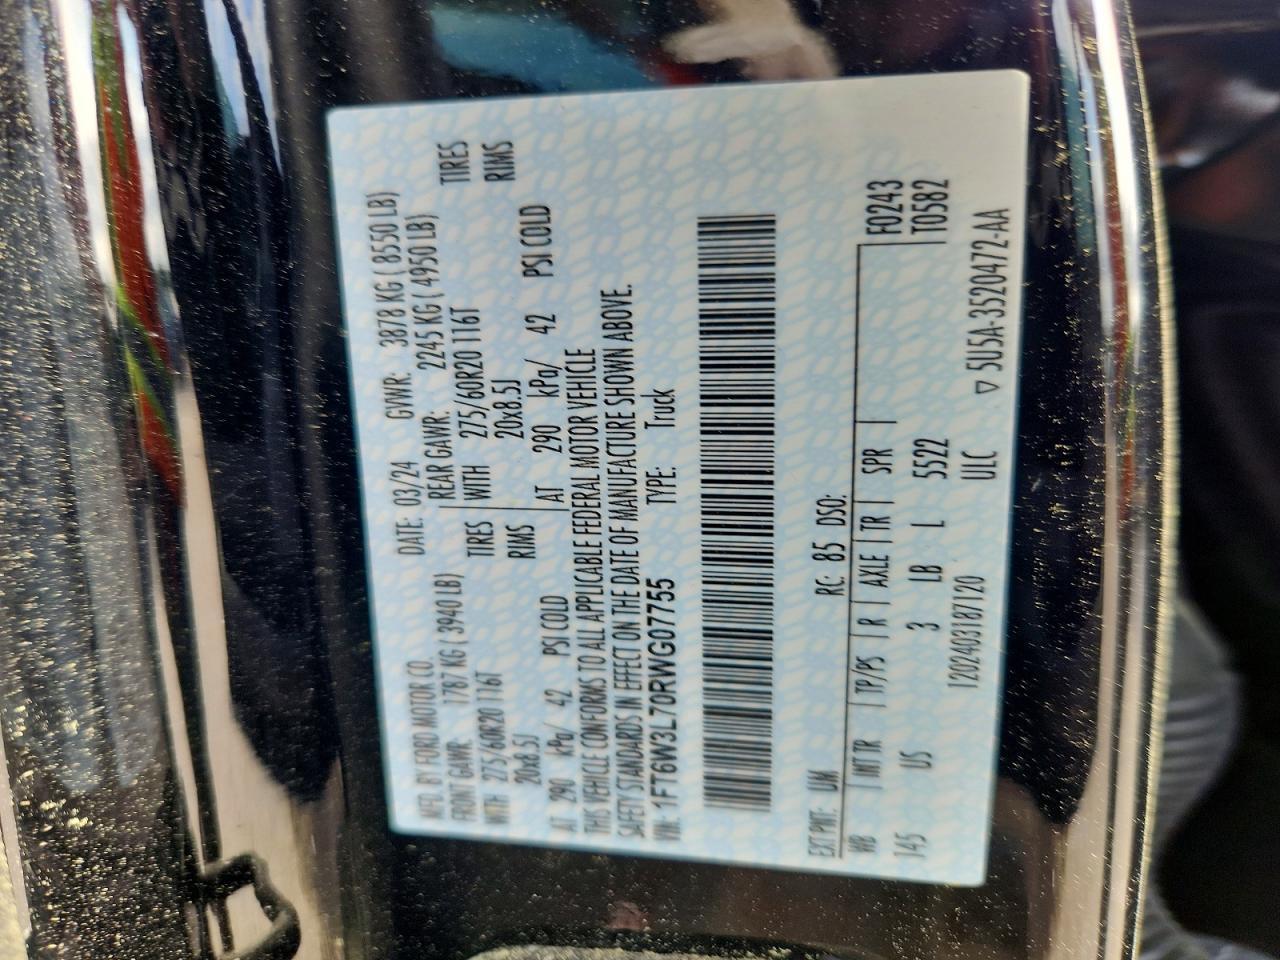 MFD. BY FORD MOTOR CO. DATE: 03/24 GVWR: 3878 KG ( 8550 LB)
FRONT GAWR: 1787 KG ( 3940 LB) REAR GAWR: 2245 KG ( 4950 LB)
WITH 275/60R20 116T TIRES WITH 275/60R20 116T TIRES
20x8.5J RIMS 20x8.5J RIMS
AT 290 kPa/ 42 PSI COLD AT 290 kPa/ 42 PSI COLD
THIS VEHICLE CONFORMS TO ALL APPLICABLE FEDERAL MOTOR VEHICLE
SAFETY STANDARDS IN EFFECT ON THE DATE OF MANUFACTURE SHOWN ABOVE.
VIN: 1FT6W3L70RWG07755 TYPE: Truck
EXT PNT: UM RC: 85 DSO:
WB INT TR TP/PS R AXLE TR SPR F0243
145 US 3 LB L 5522 T0582
1202403187120 ULC ▽ 5U5A-3520472-AA